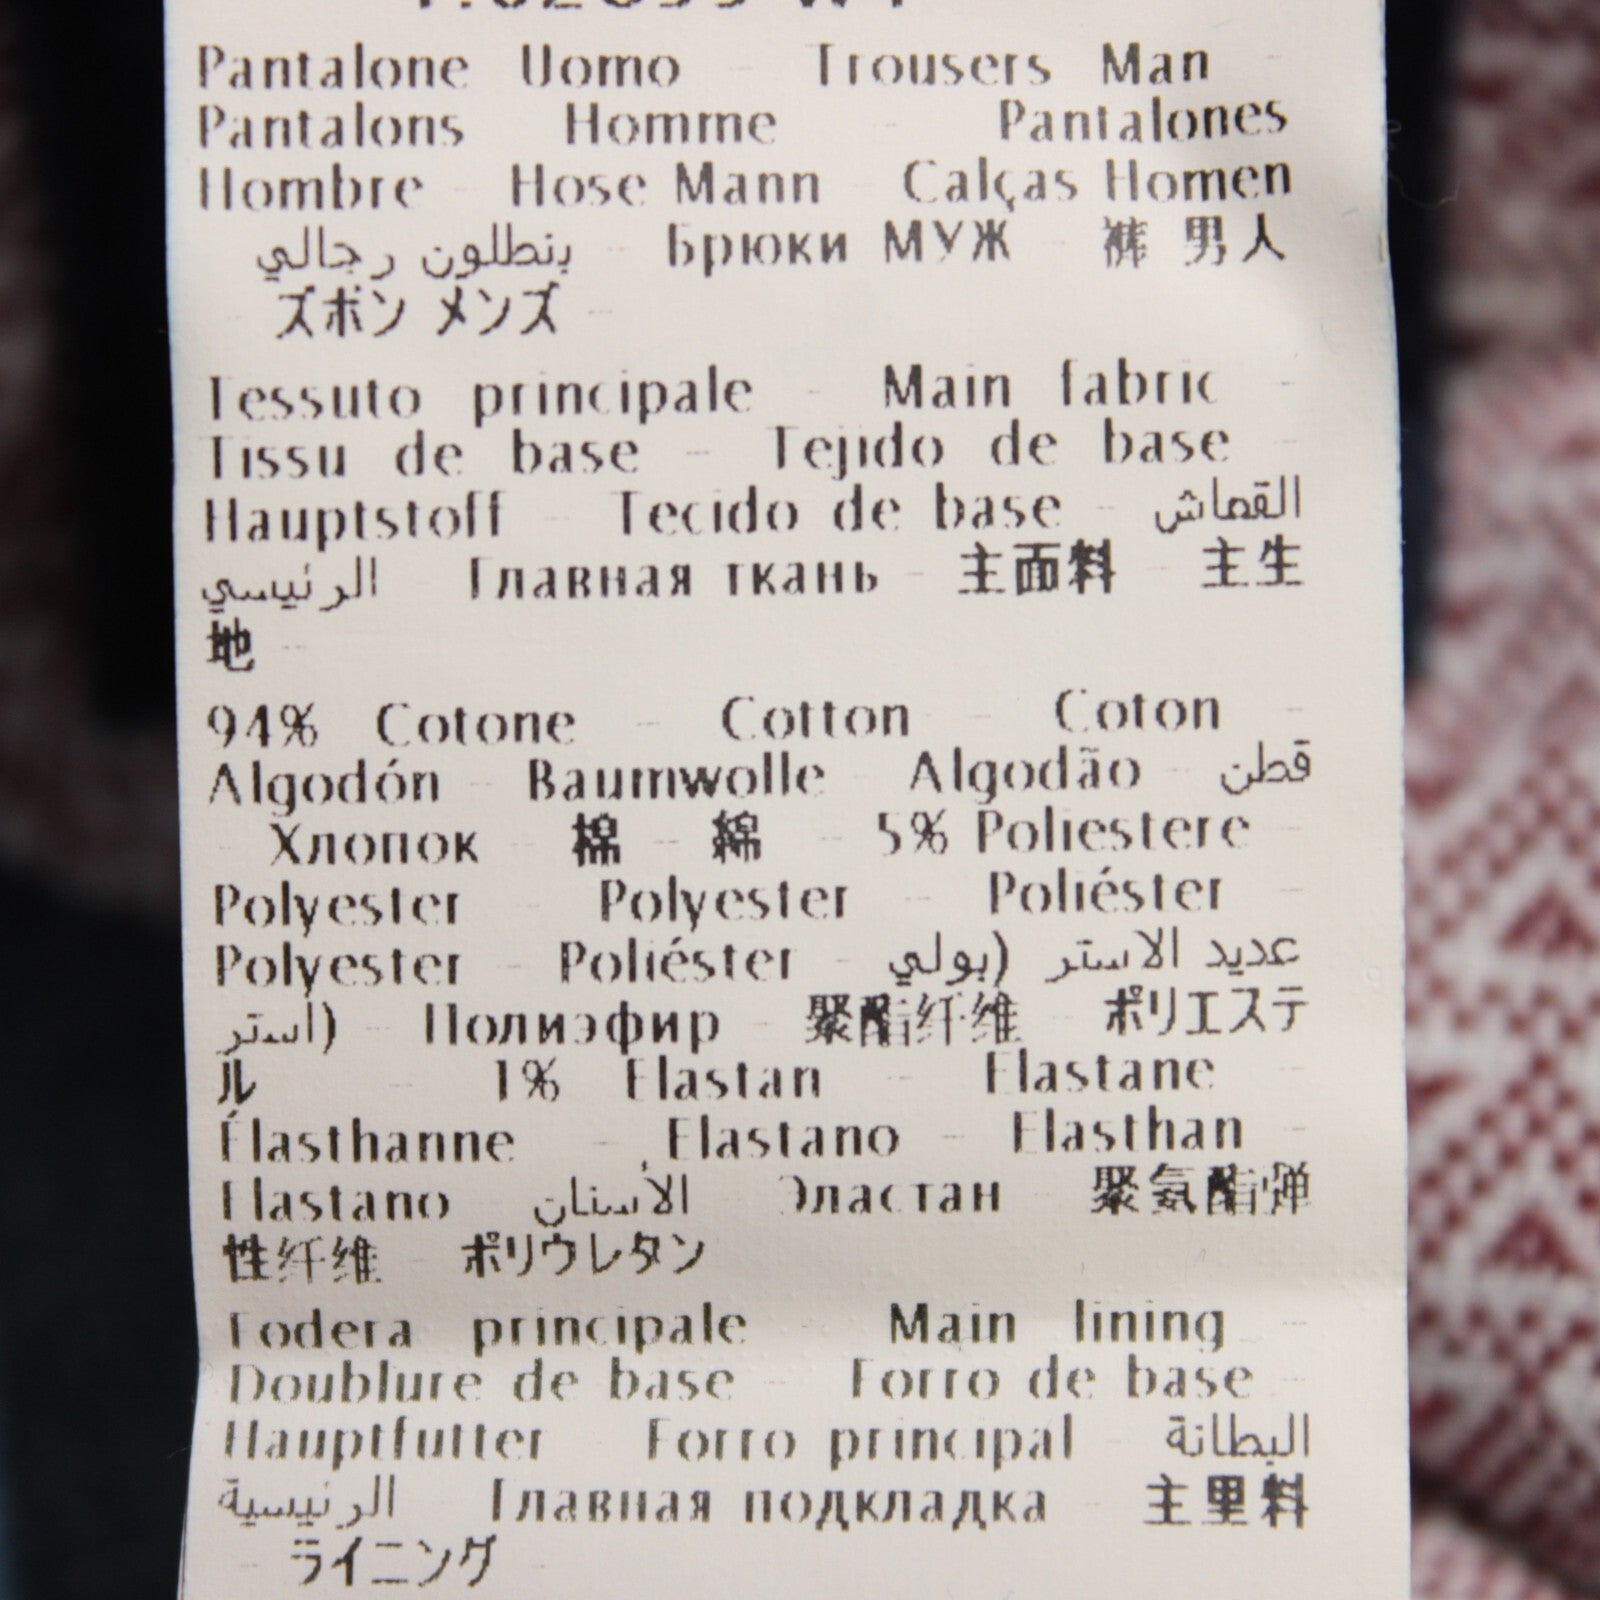 Pantalone Uomo - Trousers Man
Pantalons Homme - Pantalones
Hombre - Hose Mann - Calças Homen
بنطلون رجالي - Брюки МУЖ - 裤 男人
ズボン メンズ -
Tessuto principale - Main fabric -
Tissu de base - Tejido de base -
Hauptstoff - Tecido de base - القماش
الرئيسي - Главная ткань - 主面料 - 主生
地 -
94% Cotone - Cotton - Coton -
Algodón - Baumwolle - Algodão - قطن
- Хлопок - 棉 - 綿 - 5% Poliestere -
Polyester - Polyester - Poliéster -
Polyester - Poliéster - عديد الاستر (بولي
استر) - Полиэфир - 聚酯纤维 - ポリエステ
ル - 1% Elastan - Elastane -
Élasthanne - Elastano - Elasthan -
Elastano - الاستان - Эластан - 聚氨酯弹
性纤维 - ポリウレタン
Fodera principale - Main lining -
Doublure de base - Forro de base -
Hauptfutter - Forro principal - البطانة
الرئيسية - Главная подкладка - 主里料
- ライニング